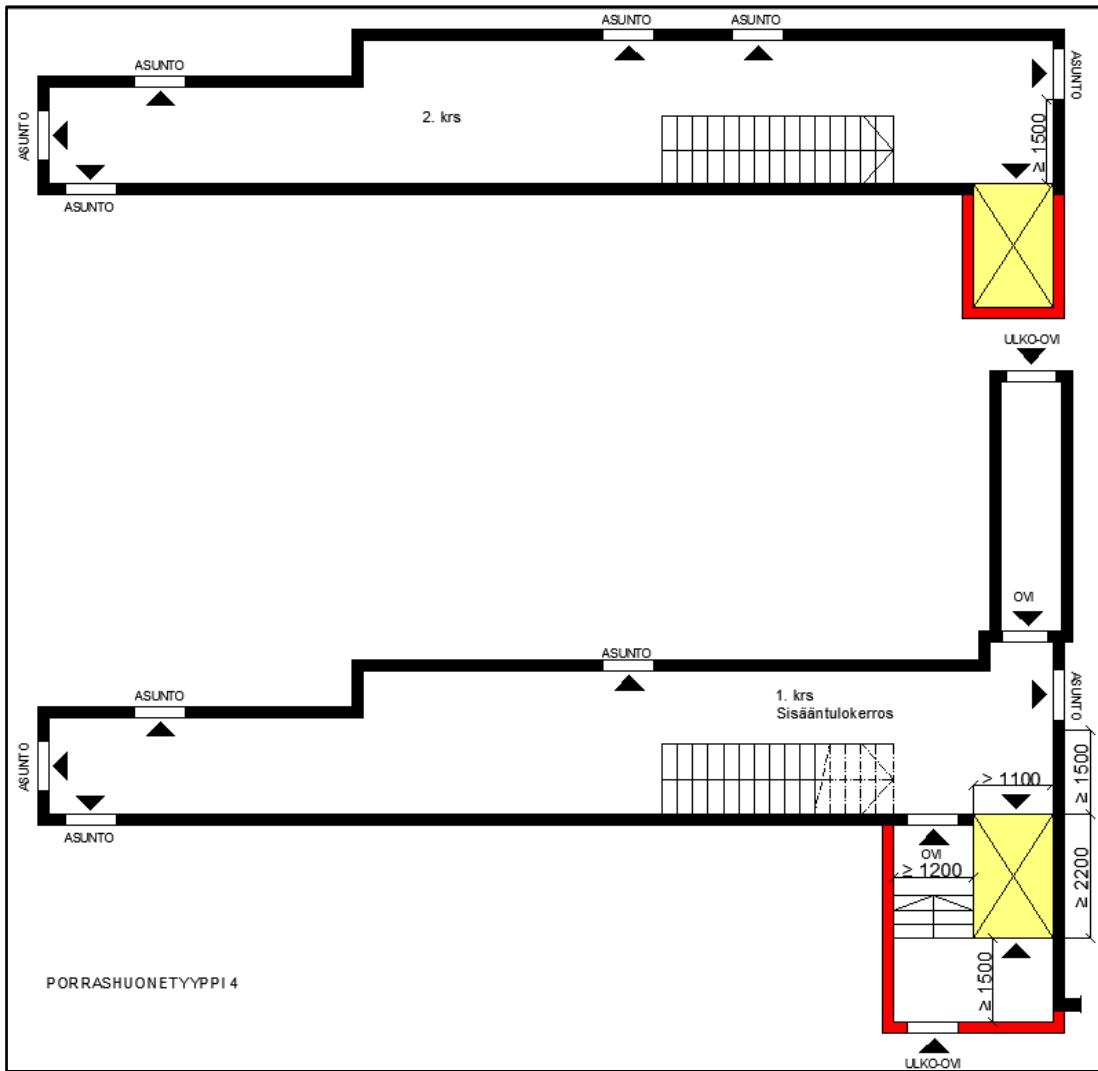 ASUNTO
ASUNTO
ASUNTO
ASUNTO
ASUNTO
2. krs
ASUNTO
≥ 1500
ASUNTO
ULKO-OVI
OVI
ASUNTO
ASUNTO
1. krs
Sisääntulokerros
ASUNTO
ASUNTO
≥ 1500
> 1100
ASUNTO
OVI
≥ 1200
≥ 2200
≥ 1500
PORRASHUONETYYPPI 4
ULKO-OVI